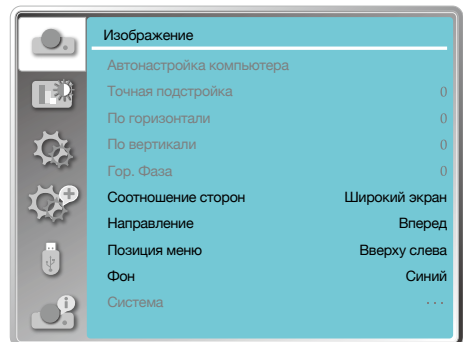 Изображение
Автонастройка компьютера
Точная подстройка 0
По горизонтали 0
По вертикали 0
Гор. Фаза 0
Соотношение сторон Широкий экран
Направление Вперед
Позиция меню Вверху слева
Фон Синий
Система ...